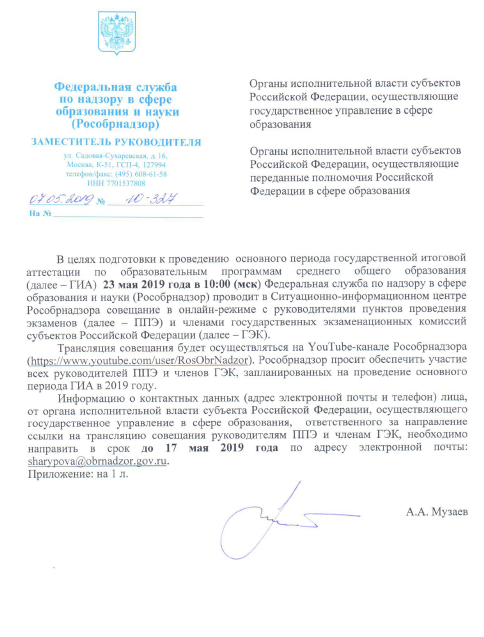 Федеральная служба
по надзору в сфере
образования и науки
(Рособрнадзор)
ЗАМЕСТИТЕЛЬ РУКОВОДИТЕЛЯ
ул. Садовая-Сухаревская, д. 16,
Москва, К-51, ГСП-4, 127994
телефон/факс: (495) 608-61-58
ИНН 7701537808
07.05.2019 № 10-327
На №
Органы исполнительной власти субъектов
Российской Федерации, осуществляющие
государственное управление в сфере
образования
Органы исполнительной власти субъектов
Российской Федерации, осуществляющие
переданные полномочия Российской
Федерации в сфере образования
В целях подготовки к проведению основного периода государственной итоговой
аттестации по образовательным программам среднего общего образования
(далее – ГИА) 23 мая 2019 года в 10:00 (мск) Федеральная служба по надзору в сфере
образования и науки (Рособрнадзор) проводит в Ситуационно-информационном центре
Рособрнадзора совещание в онлайн-режиме с руководителями пунктов проведения
экзаменов (далее – ППЭ) и членами государственных экзаменационных комиссий
субъектов Российской Федерации (далее – ГЭК).
Трансляция совещания будет осуществляться на YouTube-канале Рособрнадзора
(https://www.youtube.com/user/RosObrNadzor). Рособрнадзор просит обеспечить участие
всех руководителей ППЭ и членов ГЭК, запланированных на проведение основного
периода ГИА в 2019 году.
Информацию о контактных данных (адрес электронной почты и телефон) лица,
от органа исполнительной власти субъекта Российской Федерации, осуществляющего
государственное управление в сфере образования, ответственного за направление
ссылки на трансляцию совещания руководителям ППЭ и членам ГЭК, необходимо
направить в срок до 17 мая 2019 года по адресу электронной почты:
sharypova@obrnadzor.gov.ru.
Приложение: на 1 л.
А.А. Музаев